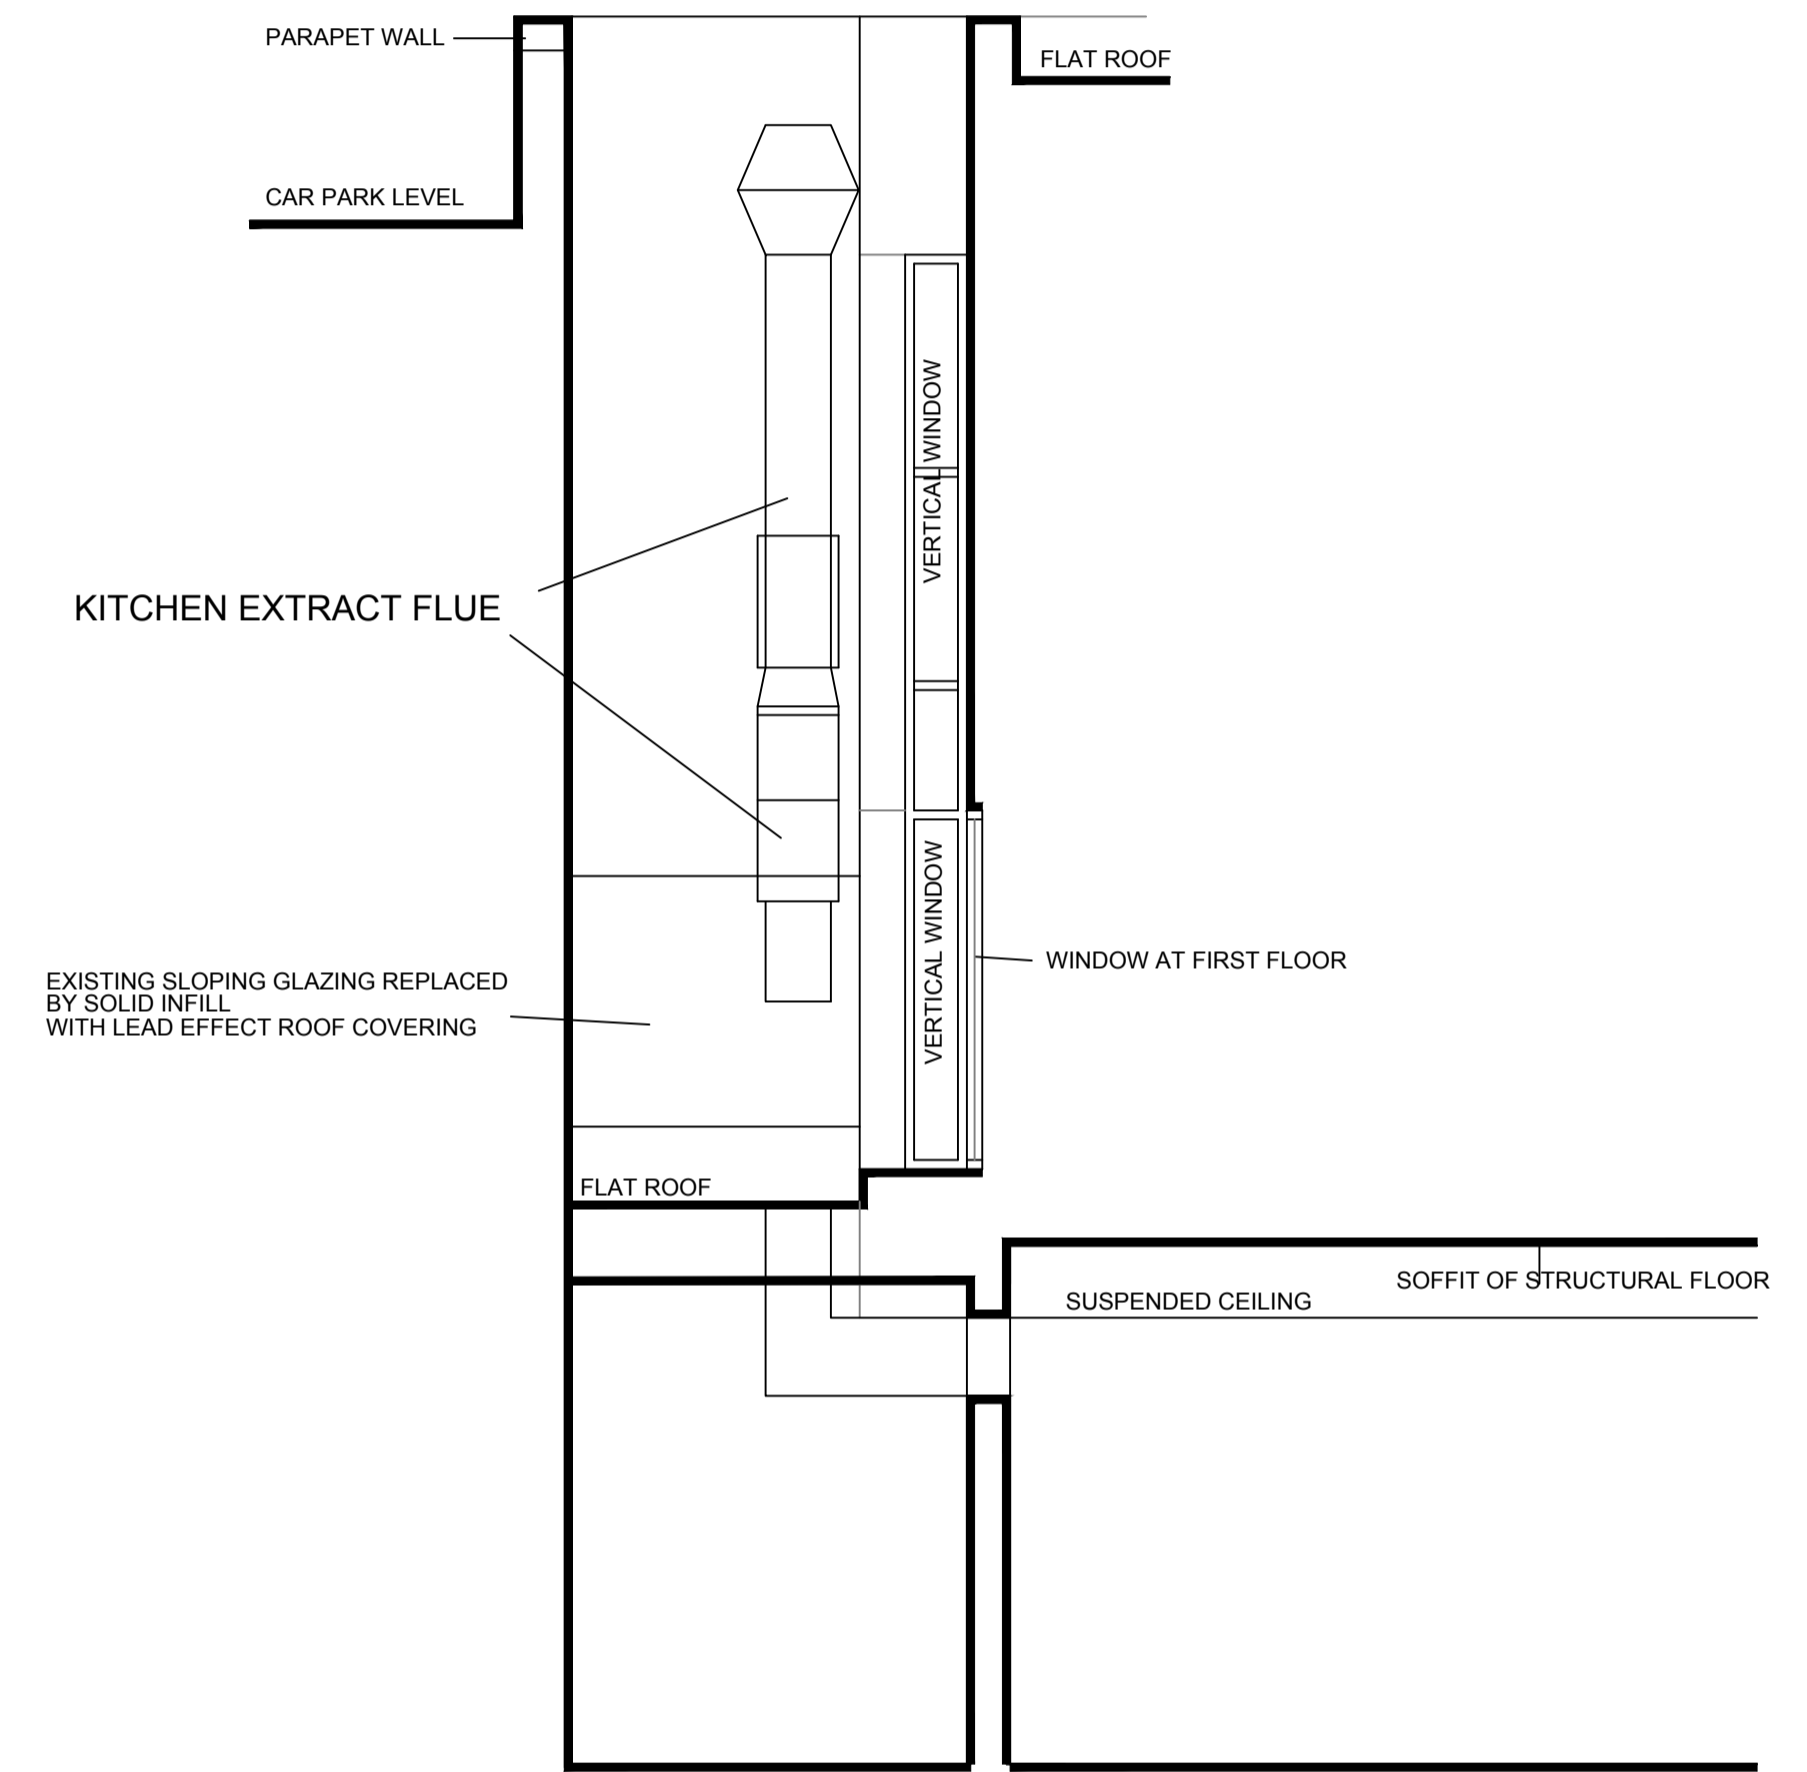 PARAPET WALL
FLAT ROOF
CAR PARK LEVEL
VERTICAL WINDOW
KITCHEN EXTRACT FLUE
VERTICAL WINDOW
WINDOW AT FIRST FLOOR
EXISTING SLOPING GLAZING REPLACED
BY SOLID INFILL
WITH LEAD EFFECT ROOF COVERING
FLAT ROOF
SOFFIT OF STRUCTURAL FLOOR
SUSPENDED CEILING